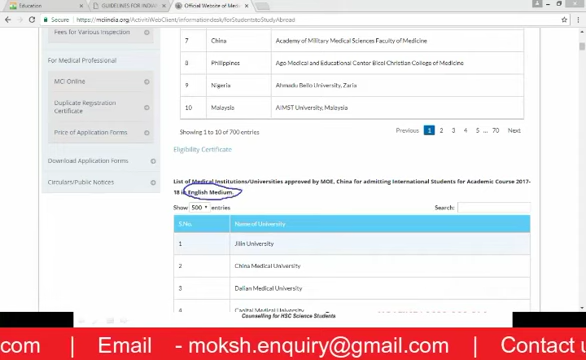 Education
GUIDELINES FOR INDIAN
Official Website of Medi
https://mciindia.org/ActivitiWebClient/informationdesk/forStudentstoStudyAbroad
Fees for Various Inspection
For Medical Professional
MCI Online
Duplicate Registration
Certificate
Price of Application Forms
Download Application Forms
Circulars/Public Notices
7 China Academy of Military Medical Sciences Faculty of Medicine
8 Philippines Ago Medical and Educational Center Bicol Christian College of Medicine
9 Nigeria Ahmadu Bello University, Zaria
10 Malaysia AIMST University, Malaysia
Showing 1 to 10 of 700 entries
Previous 1 2 3 4 5 ... 70 Next
Eligibility Certificate
List of Medical Institutions/Universities approved by MOE, China for admitting International Students for Academic Course 2017-
18 in English Medium.
Show 500 entries Search:
S.No. Name of University
1 Jilin University
2 China Medical University
3 Dalian Medical University
4 Capital Medical University
Counselling for HSC Science Students
com | Email - moksh.enquiry@gmail.com | Contact u